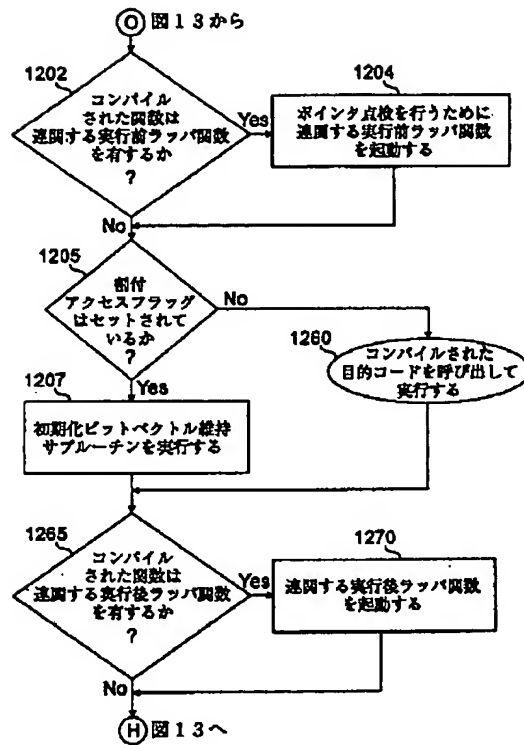 O 図13から
1202
コンパイル
された関数は
連関する実行前ラッパ関数
を有するか
?
Yes
1204
ポインタ点検を行うために
連関する実行前ラッパ関数
を起動する
No
1205
割付
アクセスフラッグ
はセットされて
いるか
?
No
1260
コンパイルされた
目的コードを呼び出して
実行する
Yes
1207
初期化ビットベクトル維持
サブルーチンを実行する
1265
コンパイル
された関数は
連関する実行後ラッパ関数
を有するか
?
Yes
1270
連関する実行後ラッパ関数
を起動する
No
H 図13へ